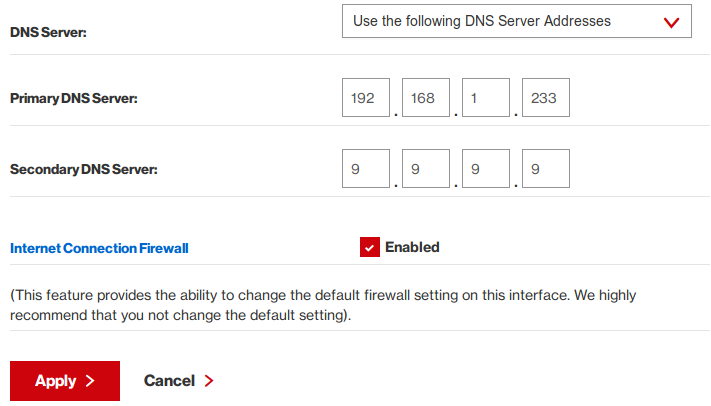 DNS Server: Use the following DNS Server Addresses
Primary DNS Server: 192 . 168 . 1 . 233
Secondary DNS Server: 9 . 9 . 9 . 9
Internet Connection Firewall Enabled
(This feature provides the ability to change the default firewall setting on this interface. We highly
recommend that you not change the default setting).
Apply Cancel